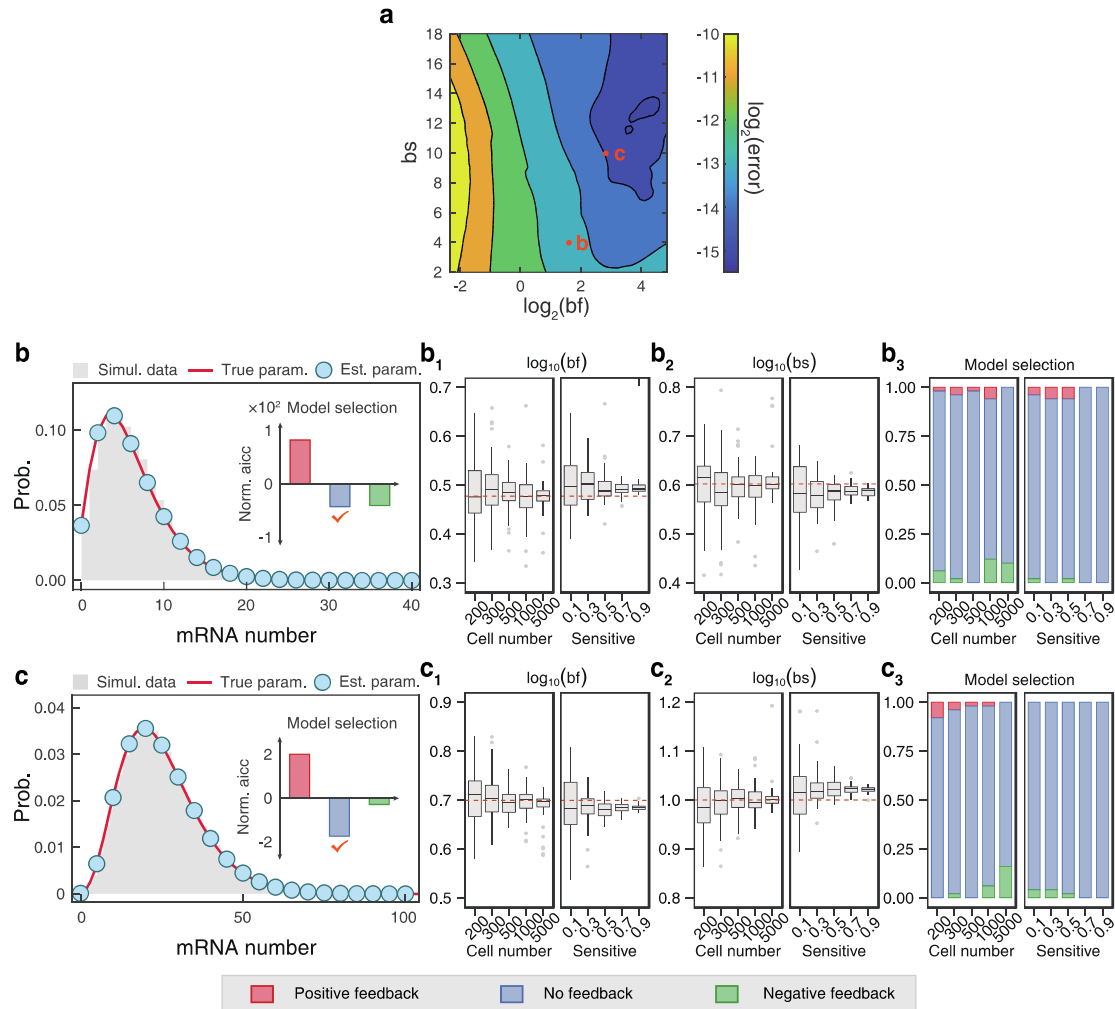 a
18
16
14
12
10
8
6
4
2
bs
-2
0
2
4
log2(bf)
c
b
-10
-11
-12
-13
-14
-15
log2(error)
b
Simul. data
True param.
Est. param.
0.10
0.05
0.00
Prob.
0
10
20
30
40
mRNA number
×10²
Model selection
1
0
-1
Norm. aicc
b1
log10(bf)
0.7
0.6
0.5
0.4
0.3
200
300
500
1000
5000
Cell number
0.1
0.3
0.5
0.7
0.9
Sensitive
b2
log10(bs)
0.8
0.7
0.6
0.5
0.4
200
300
500
1000
5000
Cell number
0.1
0.3
0.5
0.7
0.9
Sensitive
b3
Model selection
1.00
0.75
0.50
0.25
0.00
200
300
500
1000
5000
Cell number
0.1
0.3
0.5
0.7
0.9
Sensitive
c
Simul. data
True param.
Est. param.
0.04
0.03
0.02
0.01
0
Prob.
0
50
100
mRNA number
Model selection
2
0
-2
Norm. aicc
c1
log10(bf)
0.9
0.8
0.7
0.6
0.5
200
300
500
1000
5000
Cell number
0.1
0.3
0.5
0.7
0.9
Sensitive
c2
log10(bs)
1.2
1.1
1.0
0.9
0.8
200
300
500
1000
5000
Cell number
0.1
0.3
0.5
0.7
0.9
Sensitive
c3
Model selection
1.00
0.75
0.50
0.25
0.00
200
300
500
1000
5000
Cell number
0.1
0.3
0.5
0.7
0.9
Sensitive
Positive feedback
No feedback
Negative feedback